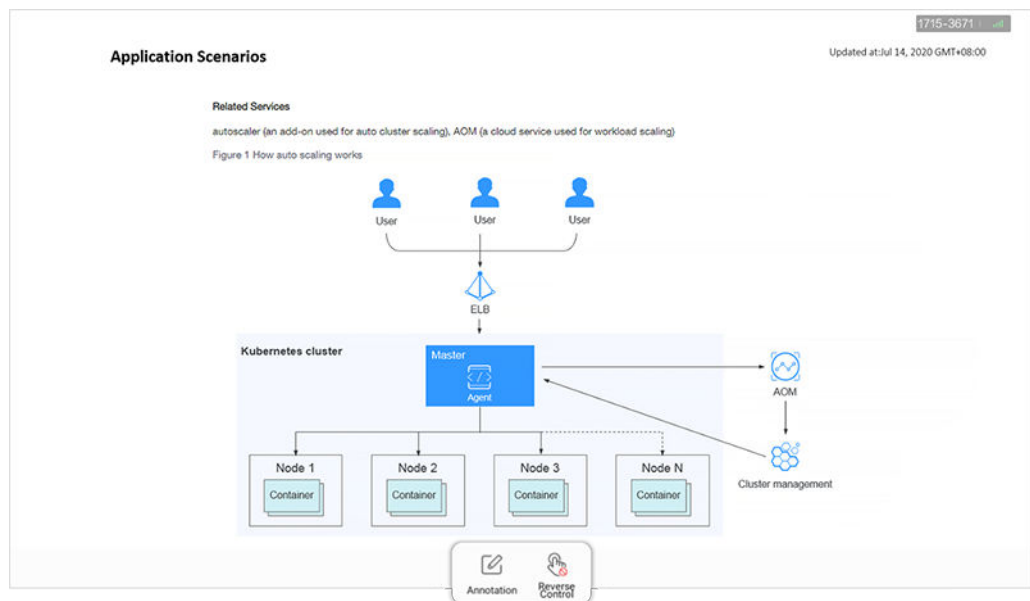 1715-3671
Application Scenarios
Updated at:Jul 14, 2020 GMT+08:00
Related Services
autoscaler (an add-on used for auto cluster scaling), AOM (a cloud service used for workload scaling)
Figure 1 How auto scaling works
User User User
ELB
Kubernetes cluster
Master
Agent
AOM
Node 1 Node 2 Node 3 Node N
Container Container Container Container
Cluster management
Annotation
Reverse
Control